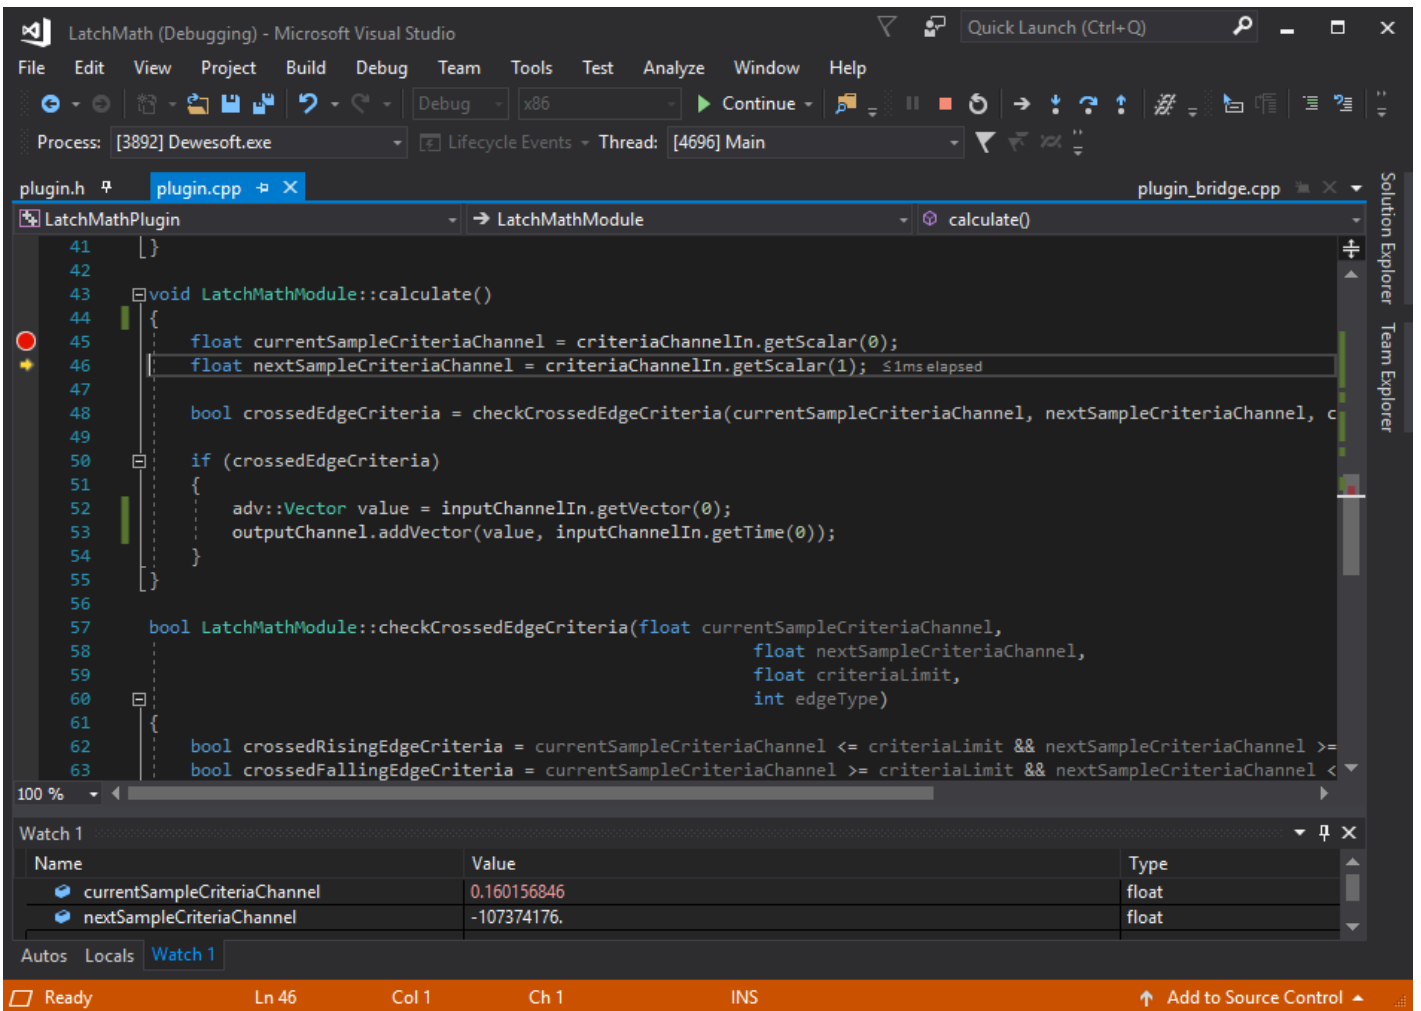 LatchMath (Debugging) - Microsoft Visual Studio
Quick Launch (Ctrl+Q)
File Edit View Project Build Debug Team Tools Test Analyze Window Help
Debug x86 Continue
Process: [3892] Dewesoft.exe Lifecycle Events Thread: [4696] Main
plugin.h plugin.cpp plugin_bridge.cpp
LatchMathPlugin LatchMathModule calculate()
41 }
42
43 void LatchMathModule::calculate()
44 {
45 float currentSampleCriteriaChannel = criteriaChannelIn.getScalar(0);
46 float nextSampleCriteriaChannel = criteriaChannelIn.getScalar(1); ≤1ms elapsed
47
48 bool crossedEdgeCriteria = checkCrossedEdgeCriteria(currentSampleCriteriaChannel, nextSampleCriteriaChannel, c
49
50 if (crossedEdgeCriteria)
51 {
52 adv::Vector value = inputChannelIn.getVector(0);
53 outputChannel.addVector(value, inputChannelIn.getTime(0));
54 }
55 }
56
57 bool LatchMathModule::checkCrossedEdgeCriteria(float currentSampleCriteriaChannel,
58 float nextSampleCriteriaChannel,
59 float criteriaLimit,
60 int edgeType)
61 {
62 bool crossedRisingEdgeCriteria = currentSampleCriteriaChannel <= criteriaLimit && nextSampleCriteriaChannel >=
63 bool crossedFallingEdgeCriteria = currentSampleCriteriaChannel >= criteriaLimit && nextSampleCriteriaChannel <
100 %
Solution Explorer
Team Explorer
Watch 1
Name Value Type
currentSampleCriteriaChannel 0.160156846 float
nextSampleCriteriaChannel -107374176. float
Autos Locals Watch 1
Ready Ln 46 Col 1 Ch 1 INS Add to Source Control